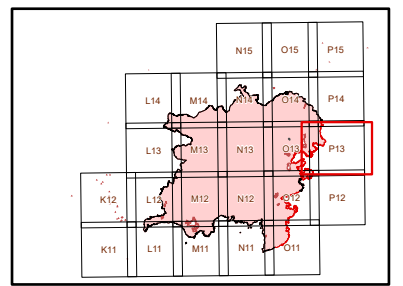 N15 O15 P15
L14 M14 N14 O14 P14
L13 M13 N13 O13 P13
K12 L12 M12 N12 O12 P12
K11 L11 M11 N11 O11